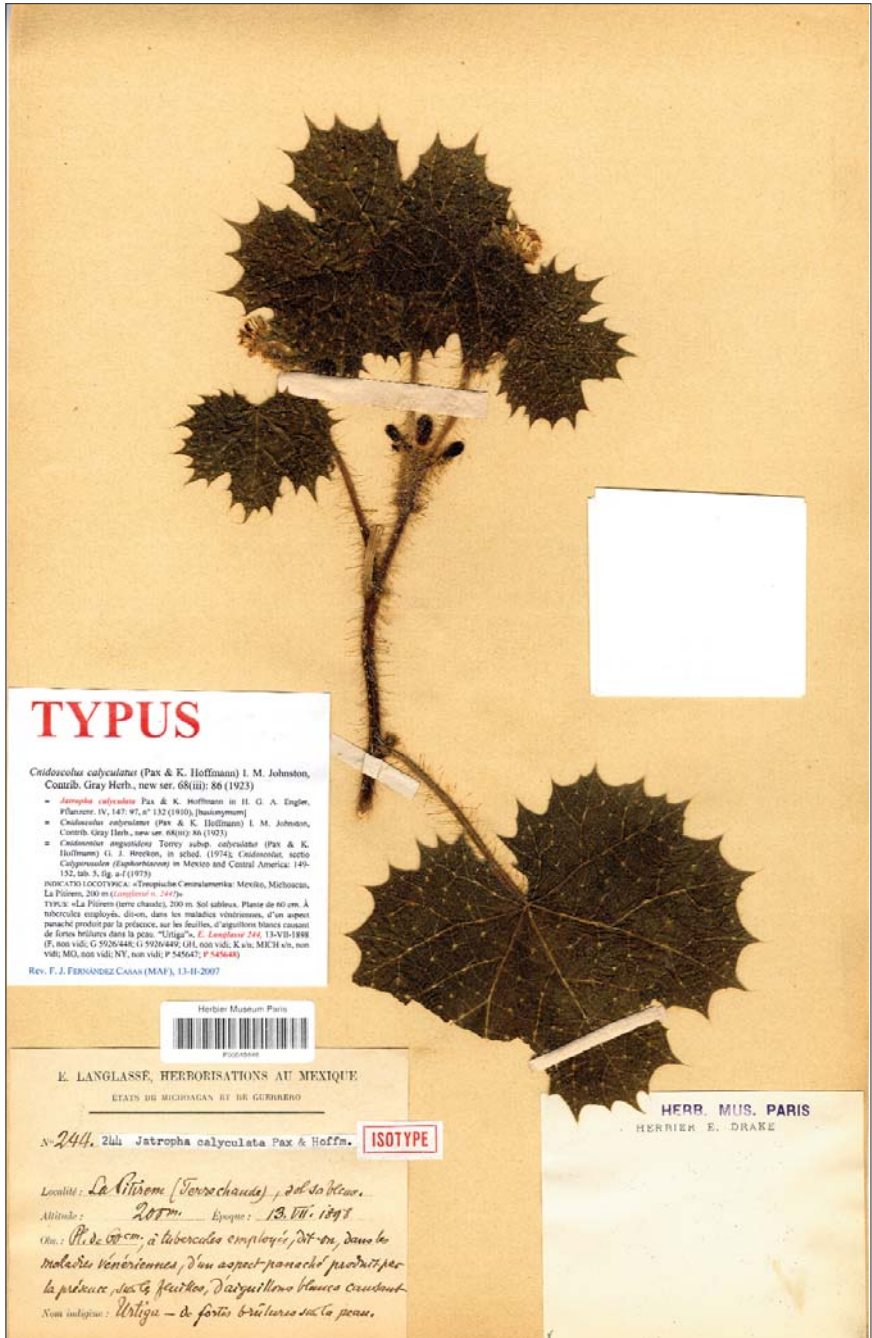 TYPUS
Cnidoscolus calyculatus (Pax & K. Hoffmann) I. M. Johnston,
Contrib. Gray Herb., new ser. 68(iii): 86 (1923)
≡ Jatropha calyculata Pax & K. Hoffmann in H. G. A. Engler,
Pflanzenr. IV, 147: 97, nº 132 (1910), [basionymum]
≡ Cnidoscolus calyculatus (Pax & K. Hoffmann) I. M. Johnston,
Contrib. Gray Herb., new ser. 68(iii): 86 (1923)
≡ Cnidoscolus angustidens Torrey subsp. calyculatus (Pax & K.
Hoffmann) G. J. Breckon, in sched. (1974); Cnidoscolus, sectio
Calyptosolen (Euphorbiaceae) in Mexico and Central America: 149-
152, tab. 5, fig. a-f (1975)
INDICATIO LOCOTYPICA: «Treopische Centralamerika: Mexiko, Michoacan,
La Pitirem, 200 m (Langlassé n. 244!)»
TYPUS: «La Pitirem (terre chaude), 200 m. Sol sableux. Plante de 60 cm. À
tubercules employés, dit-on, dans les maladies vénériennes, d'un aspect
panaché produit par la présence, sur les feuilles, d'aiguillons blancs causant
de fortes brûlures dans la peau. "Urtiga"», E. Langlassé 244, 13-VII-1898
(F, non vidi; G 5926/448; G 5926/449; GH, non vidi; K s/n; MICH s/n, non
vidi; MO, non vidi; NY, non vidi; P 545647; P 545648)
Rev. F. J. FERNÁNDEZ CASAS (MAF), 13-II-2007
Herbier Muséum Paris
E. LANGLASSÉ, HERBORISATIONS AU MEXIQUE
ÉTATS DE MICHOACAN ET DE GUERRERO
Nº 244. 244 Jatropha calyculata Pax & Hoffm. ISOTYPE
Localité: La Pitirem (Terre chaude), sol sableux.
Altitude: 200m. Époque: 13. VII. 1898
Obs.: Pl. de 60cm, à tubercules employés, dit-on, dans les
maladies vénériennes, d'un aspect panaché produit par
la présence, sur les feuilles, d'aiguillons blancs causant
Nom indigène: Urtiga – de fortes brûlures sur la peau.
HERB. MUS. PARIS
HERBIER E. DRAKE